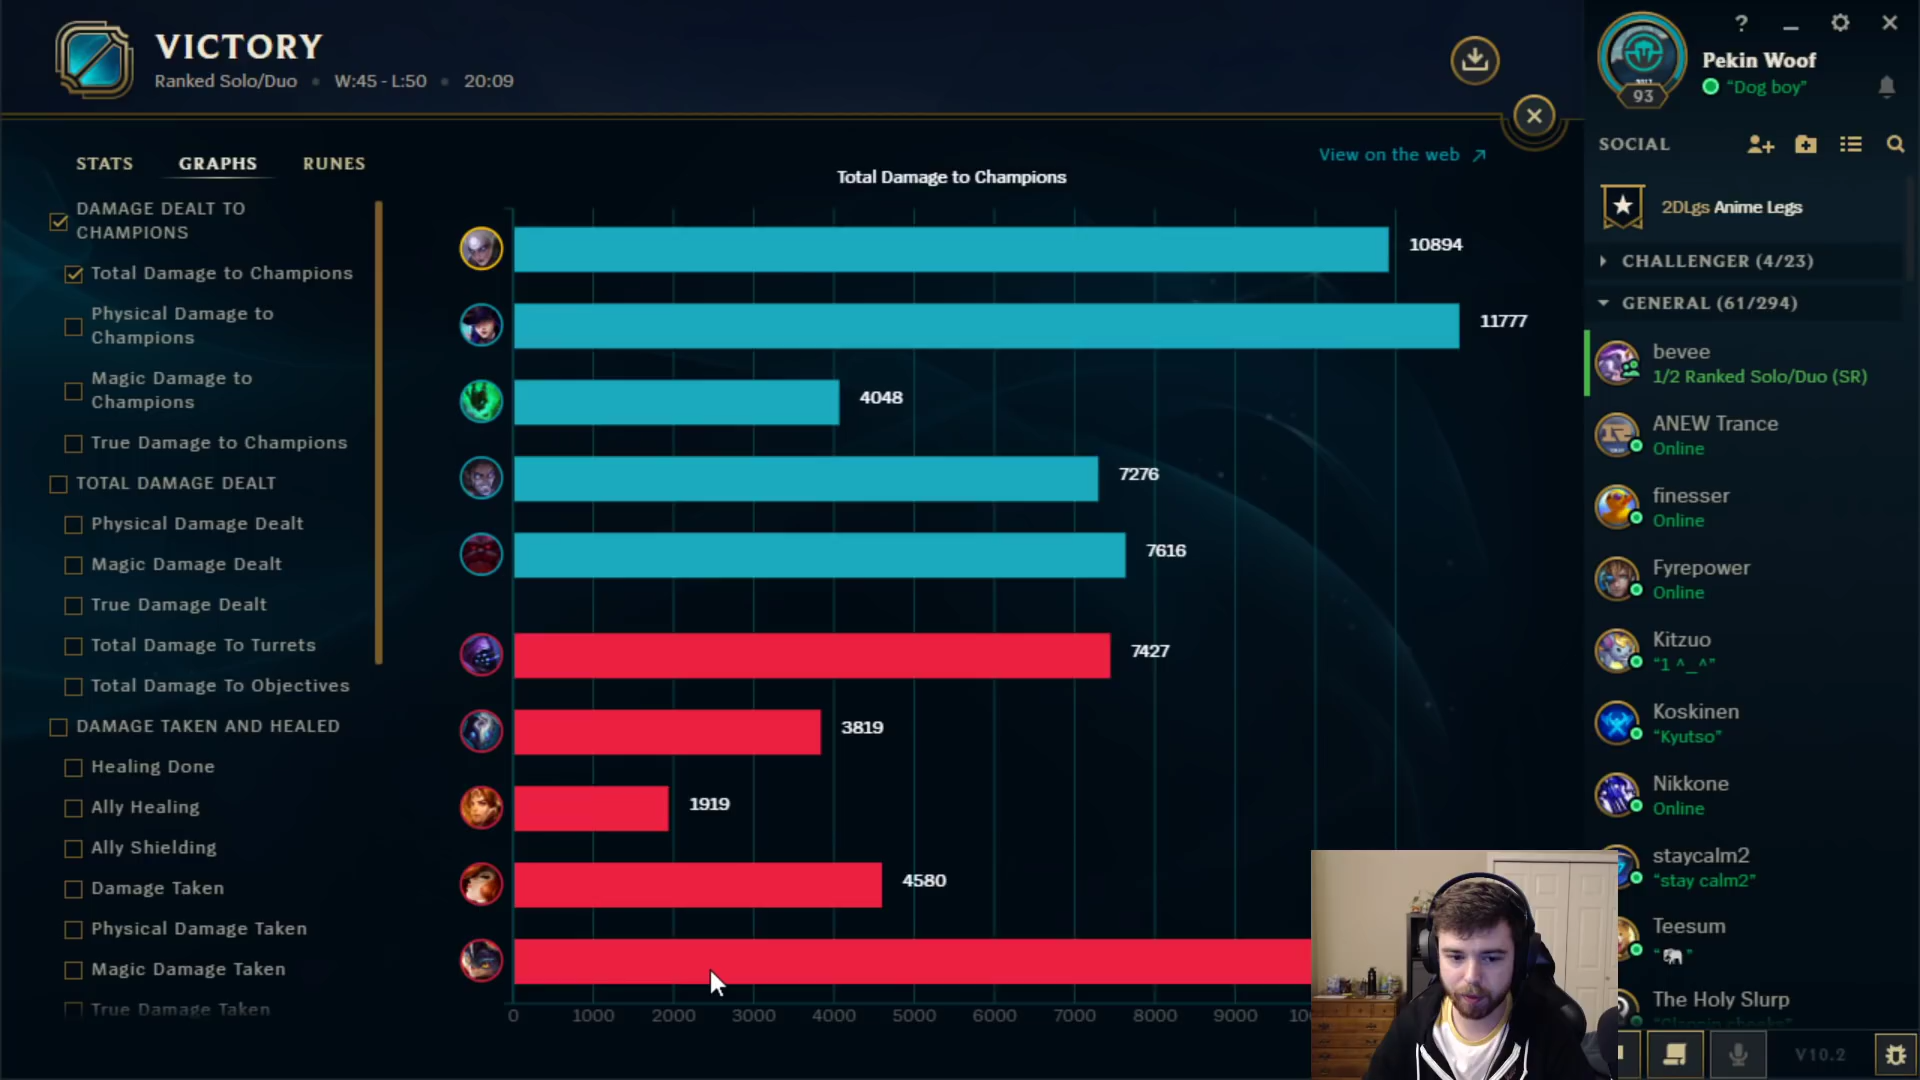 VICTORY
Ranked Solo/Duo • W:45 - L:50 • 20:09
STATS GRAPHS RUNES
View on the web
Total Damage to Champions
DAMAGE DEALT TO
CHAMPIONS
Total Damage to Champions
Physical Damage to
Champions
Magic Damage to
Champions
True Damage to Champions
TOTAL DAMAGE DEALT
Physical Damage Dealt
Magic Damage Dealt
True Damage Dealt
Total Damage To Turrets
Total Damage To Objectives
DAMAGE TAKEN AND HEALED
Healing Done
Ally Healing
Ally Shielding
Damage Taken
Physical Damage Taken
Magic Damage Taken
True Damage Taken
10894
11777
4048
7276
7616
7427
3819
1919
4580
0 1000 2000 3000 4000 5000 6000 7000 8000 9000
?
93
Pekin Woof
“Dog boy”
SOCIAL
2DLgs Anime Legs
CHALLENGER (4/23)
GENERAL (61/294)
bevee
1/2 Ranked Solo/Duo (SR)
ANEW Trance
Online
finesser
Online
Fyrepower
Online
Kitzuo
“1 ^_^”
Koskinen
“Kyutso”
Nikkone
Online
staycalm2
“stay calm2”
Teesum
The Holy Slurp
V10.2